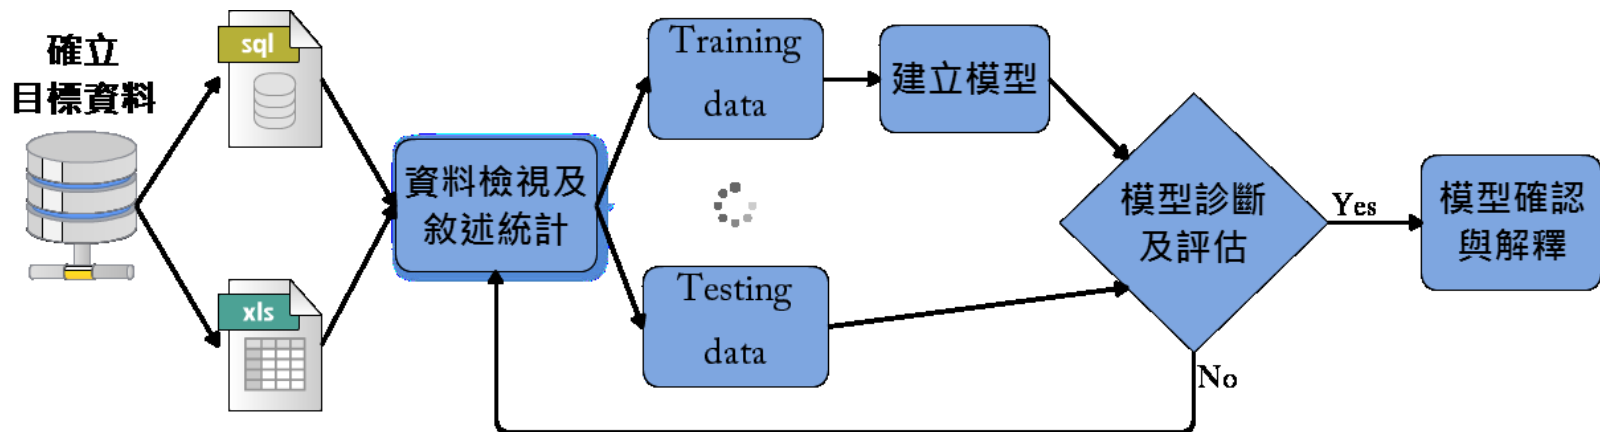 確立
目標資料
sql
xls
資料檢視及
敘述統計
Training
data
Testing
data
建立模型
模型診斷
及評估
Yes
No
模型確認
與解釋